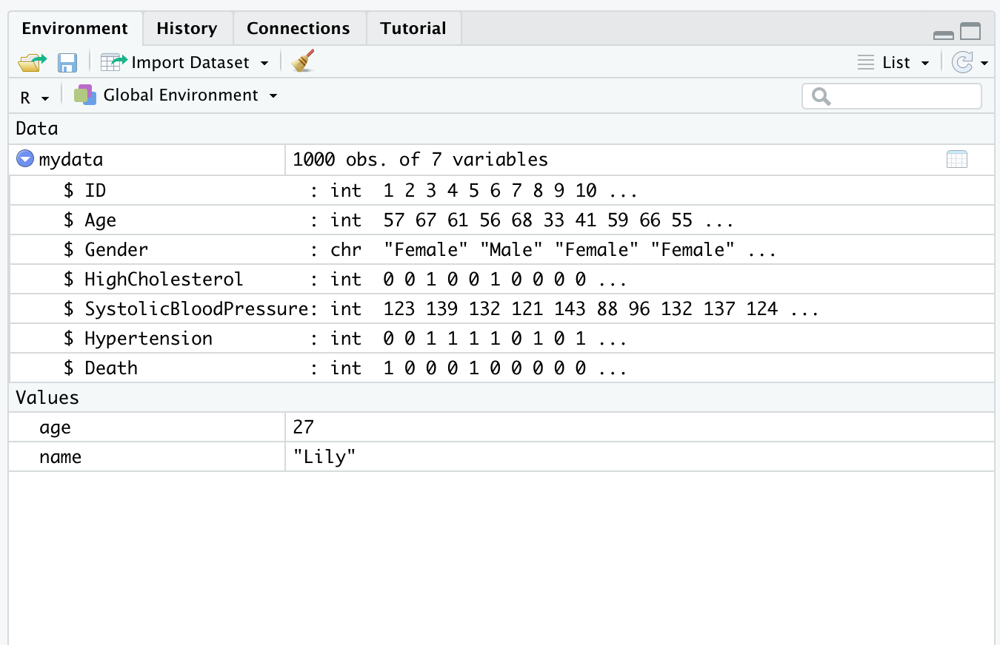 Environment History Connections Tutorial
Import Dataset List
R Global Environment
Data
mydata 1000 obs. of 7 variables
$ ID : int 1 2 3 4 5 6 7 8 9 10 ...
$ Age : int 57 67 61 56 68 33 41 59 66 55 ...
$ Gender : chr "Female" "Male" "Female" "Female" ...
$ HighCholesterol : int 0 0 1 0 0 1 0 0 0 0 ...
$ SystolicBloodPressure: int 123 139 132 121 143 88 96 132 137 124 ...
$ Hypertension : int 0 0 1 1 1 1 0 1 0 1 ...
$ Death : int 1 0 0 0 1 0 0 0 0 0 ...
Values
age 27
name "Lily"